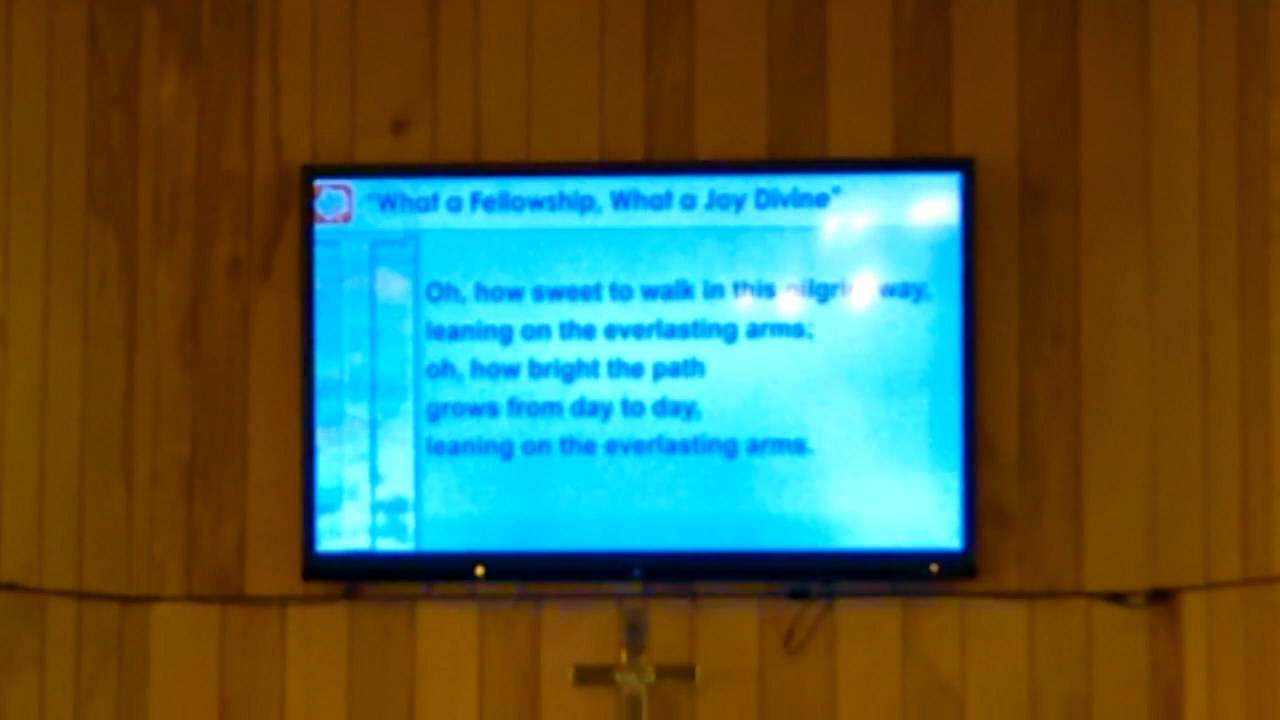 "What a Fellowship, What a Joy Divine"
Oh, how sweet to walk in this pilgrim way,
leaning on the everlasting arms;
oh, how bright the path
grows from day to day,
leaning on the everlasting arms.